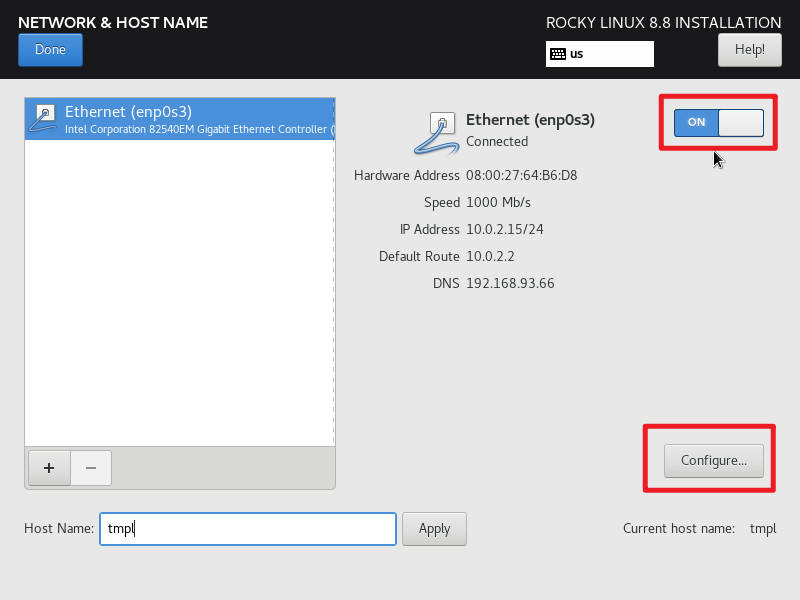 NETWORK & HOST NAME
ROCKY LINUX 8.8 INSTALLATION
Done
us
Help!
Ethernet (enp0s3)
Intel Corporation 82540EM Gigabit Ethernet Controller (
Ethernet (enp0s3)
Connected
ON
Hardware Address 08:00:27:64:B6:D8
Speed 1000 Mb/s
IP Address 10.0.2.15/24
Default Route 10.0.2.2
DNS 192.168.93.66
+ −
Configure...
Host Name: tmpl
Apply
Current host name: tmpl